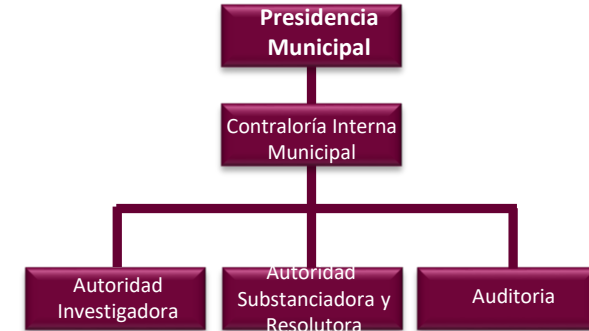 Presidencia
Municipal
Contraloría Interna
Municipal
Autoridad
Investigadora
Autoridad
Substanciadora y
Resolutora
Auditoria